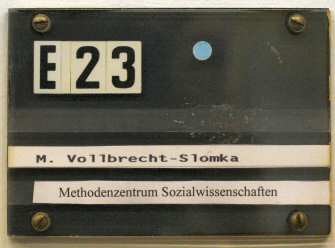 E23
M. Vollbrecht-Slomka
Methodenzentrum Sozialwissenschaften